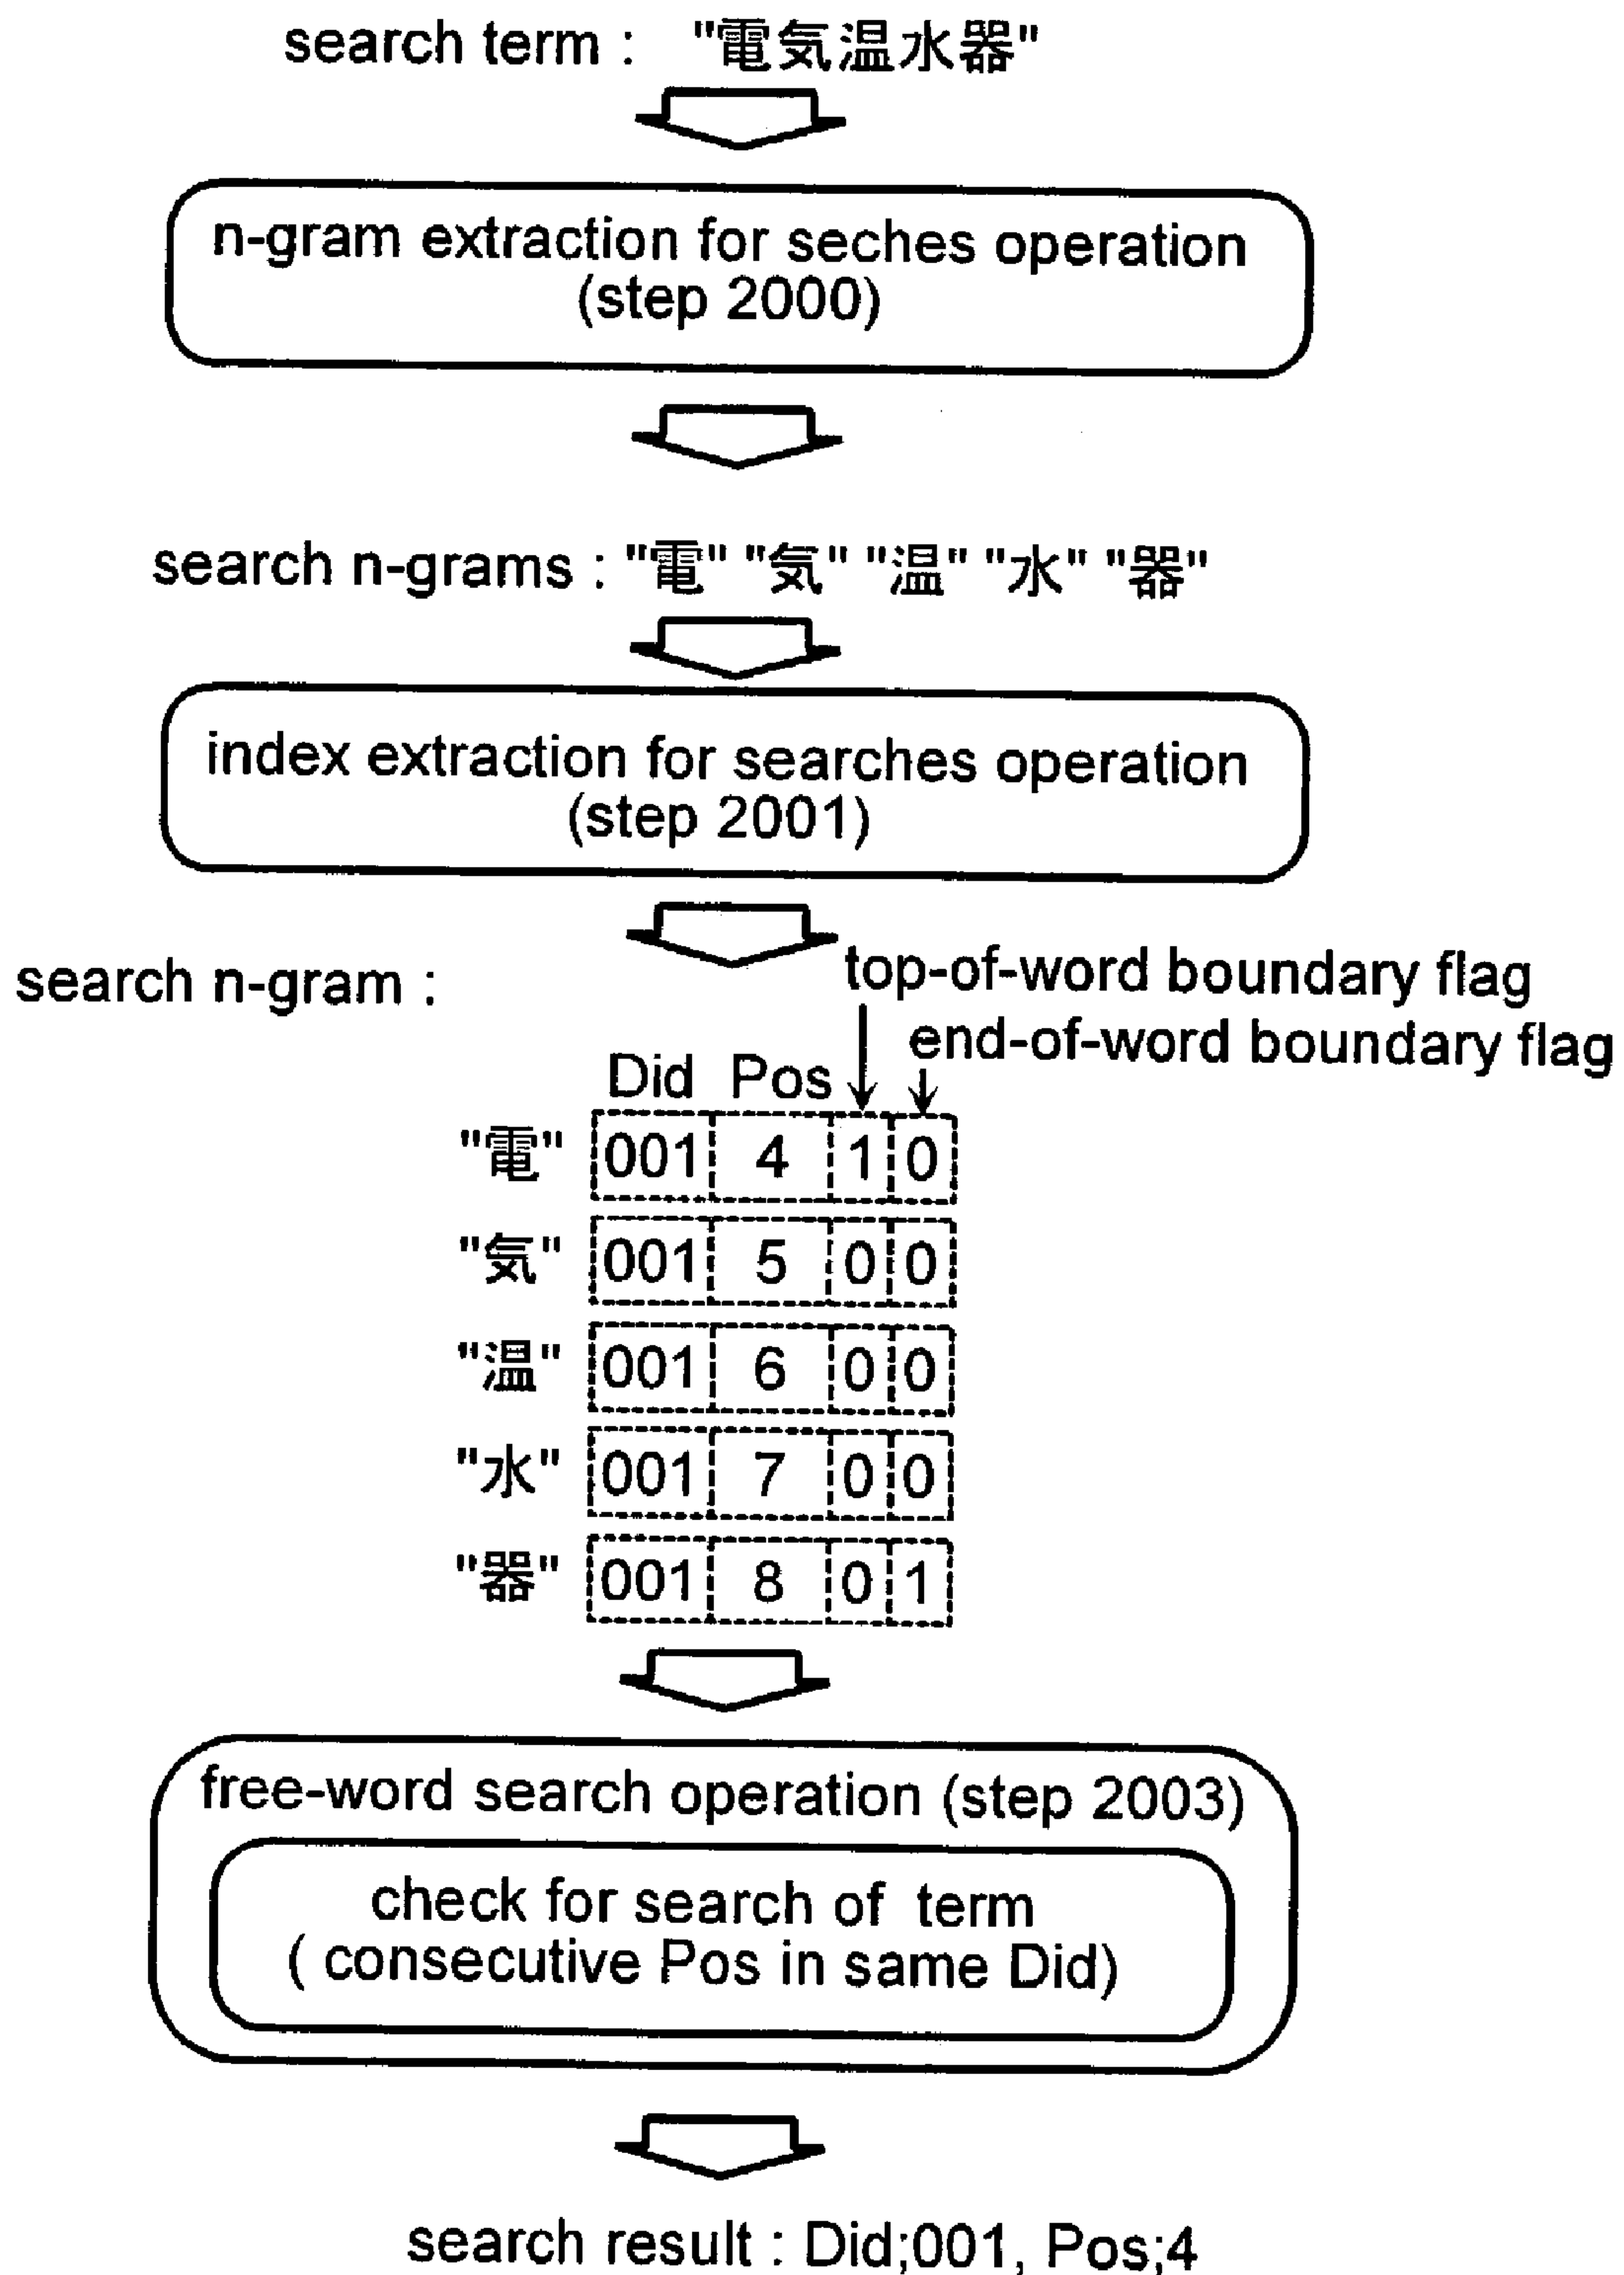 search term : "電気温水器"
n-gram extraction for seches operation
(step 2000)
search n-grams : "電" "気" "温" "水" "器"
index extraction for searches operation
(step 2001)
search n-gram :
top-of-word boundary flag
end-of-word boundary flag
Did Pos
"電" 001 4 1 0
"気" 001 5 0 0
"温" 001 6 0 0
"水" 001 7 0 0
"器" 001 8 0 1
free-word search operation (step 2003)
check for search of term
( consecutive Pos in same Did)
search result : Did;001, Pos;4